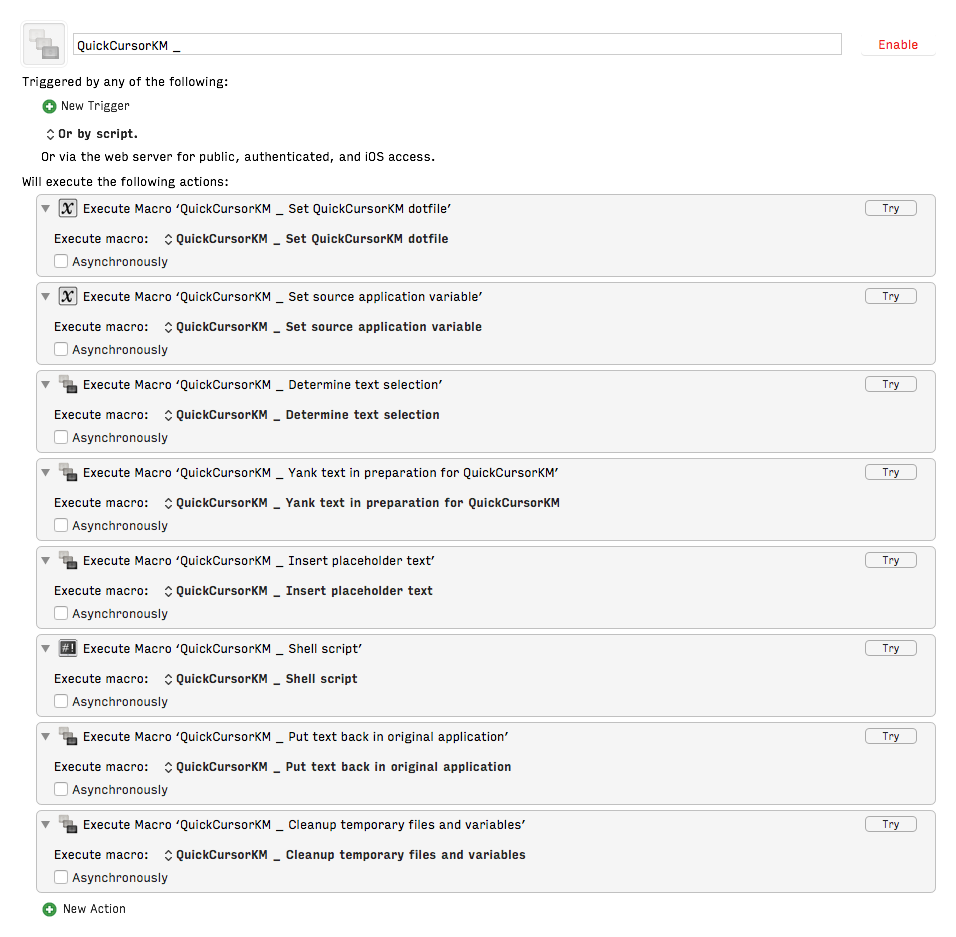 QuickCursorKM _
Enable
Triggered by any of the following:
New Trigger
Or by script.
Or via the web server for public, authenticated, and iOS access.
Will execute the following actions:
Execute Macro ‘QuickCursorKM _ Set QuickCursorKM dotfile’ Try
Execute macro: QuickCursorKM _ Set QuickCursorKM dotfile
Asynchronously
Execute Macro ‘QuickCursorKM _ Set source application variable’ Try
Execute macro: QuickCursorKM _ Set source application variable
Asynchronously
Execute Macro ‘QuickCursorKM _ Determine text selection’ Try
Execute macro: QuickCursorKM _ Determine text selection
Asynchronously
Execute Macro ‘QuickCursorKM _ Yank text in preparation for QuickCursorKM’ Try
Execute macro: QuickCursorKM _ Yank text in preparation for QuickCursorKM
Asynchronously
Execute Macro ‘QuickCursorKM _ Insert placeholder text’ Try
Execute macro: QuickCursorKM _ Insert placeholder text
Asynchronously
#! Execute Macro ‘QuickCursorKM _ Shell script’ Try
Execute macro: QuickCursorKM _ Shell script
Asynchronously
Execute Macro ‘QuickCursorKM _ Put text back in original application’ Try
Execute macro: QuickCursorKM _ Put text back in original application
Asynchronously
Execute Macro ‘QuickCursorKM _ Cleanup temporary files and variables’ Try
Execute macro: QuickCursorKM _ Cleanup temporary files and variables
Asynchronously
New Action